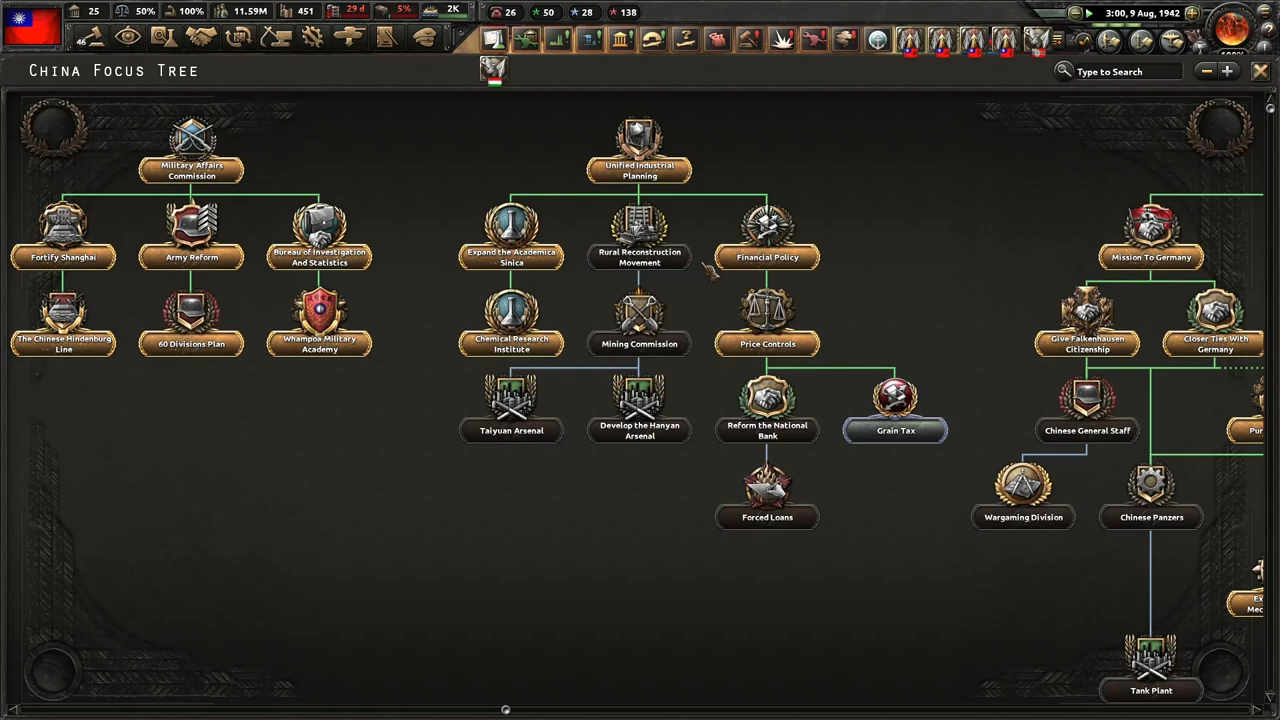 25
50%
100%
11.59M
451
29 d
5%
2K
26
50
28
138
3:00, 9 Aug, 1942
46
China Focus Tree
Type to Search
Military Affairs
Commission
Unified Industrial
Planning
Fortify Shanghai
Army Reform
Bureau of Investigation
And Statistics
Expand the Academica
Sinica
Rural Reconstruction
Movement
Financial Policy
Mission To Germany
The Chinese Hindenburg
Line
60 Divisions Plan
Whampoa Military
Academy
Chemical Research
Institute
Mining Commission
Price Controls
Give Falkenhausen
Citizenship
Closer Ties With
Germany
Taiyuan Arsenal
Develop the Hanyan
Arsenal
Reform the National
Bank
Grain Tax
Chinese General Staff
Pur
Forced Loans
Wargaming Division
Chinese Panzers
Ex
Mec
Tank Plant